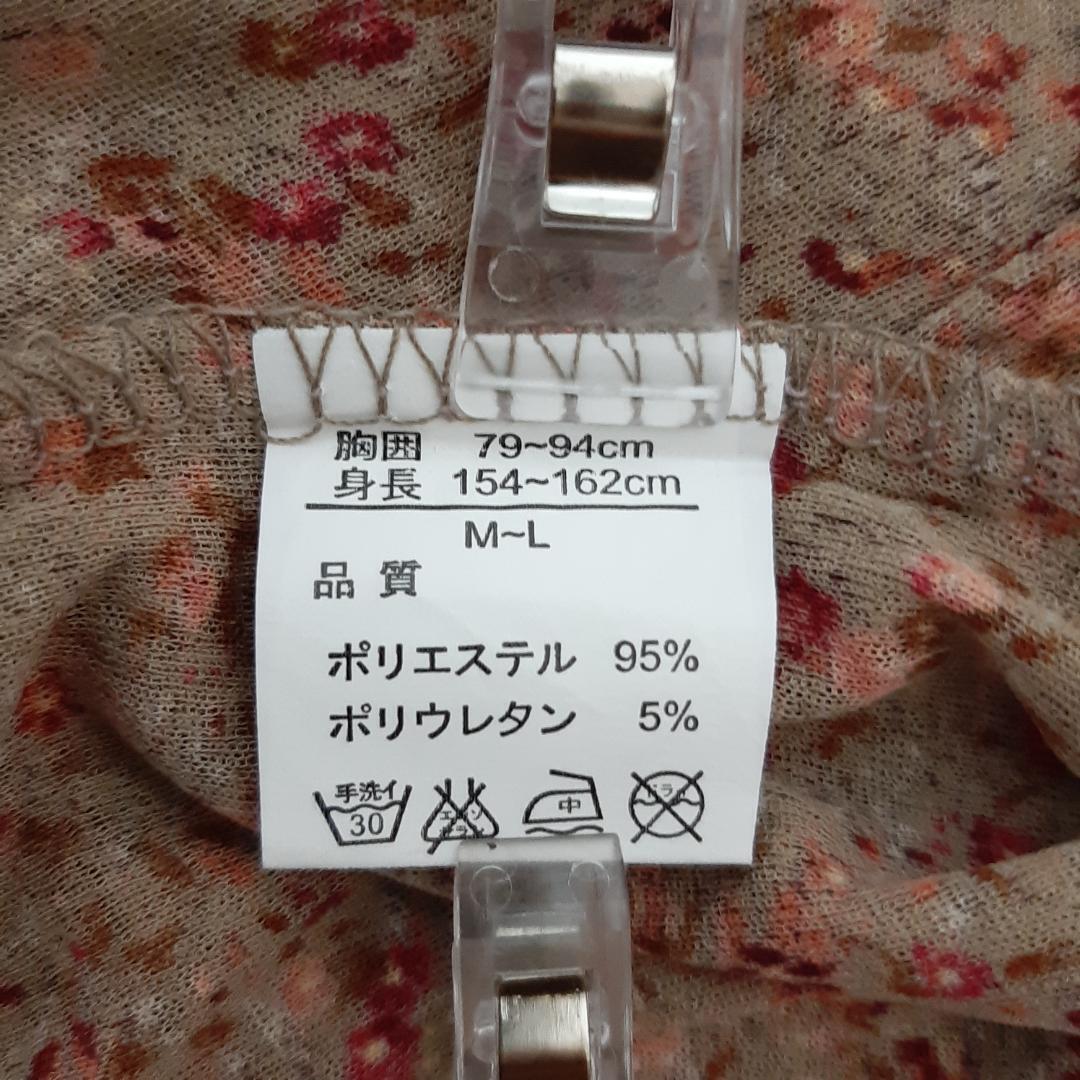 胸囲 79~94cm
身長 154~162cm
M~L
品 質
ポリエステル 95%
ポリウレタン 5%
手洗イ
30
中